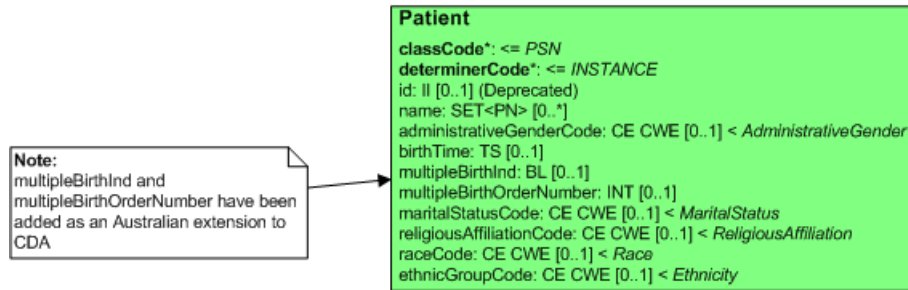 Patient
classCode*: <= PSN
determinerCode*: <= INSTANCE
id: II [0..1] (Deprecated)
name: SET<PN> [0..*]
administrativeGenderCode: CE CWE [0..1] < AdministrativeGender
birthTime: TS [0..1]
multipleBirthInd: BL [0..1]
multipleBirthOrderNumber: INT [0..1]
maritalStatusCode: CE CWE [0..1] < MaritalStatus
religiousAffiliationCode: CE CWE [0..1] < ReligiousAffiliation
raceCode: CE CWE [0..1] < Race
ethnicGroupCode: CE CWE [0..1] < Ethnicity
Note:
multipleBirthInd and
multipleBirthOrderNumber have been
added as an Australian extension to
CDA